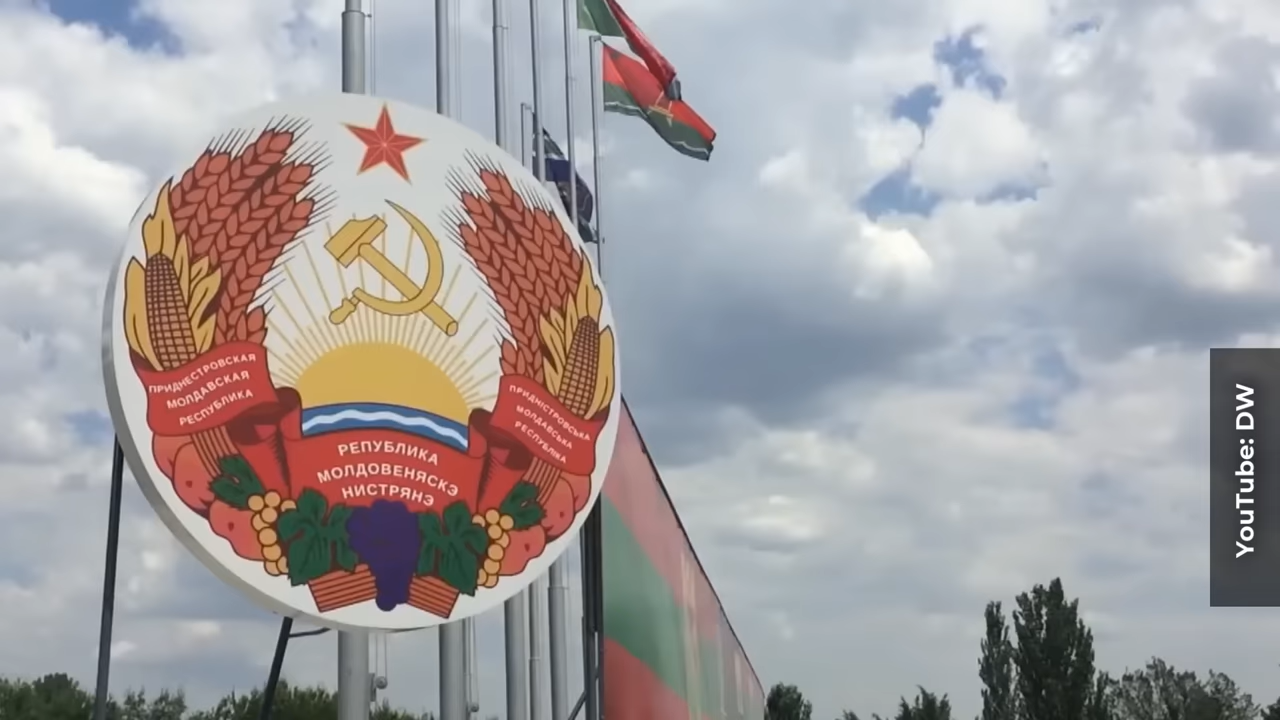 ПРИДНЕСТРОВСКАЯ
МОЛДАВСКАЯ
РЕСПУБЛИКА
РЕПУБЛИКА
МОЛДОВЕНЯСКЭ
НИСТРЯНЭ
ПРИДНІСТРОВСЬКА
МОЛДАВСЬКА
РЕСПУБЛІКА
YouTube: DW